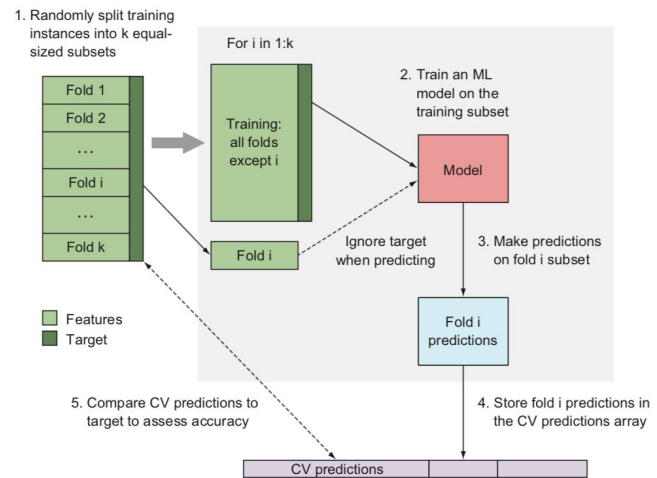 1. Randomly split training
instances into k equal-
sized subsets
For i in 1:k
Fold 1
Fold 2
...
Fold i
...
Fold k
Training:
all folds
except i
2. Train an ML
model on the
training subset
Model
Fold i
Ignore target
when predicting
3. Make predictions
on fold i subset
Features
Target
Fold i
predictions
5. Compare CV predictions to
target to assess accuracy
4. Store fold i predictions in
the CV predictions array
CV predictions